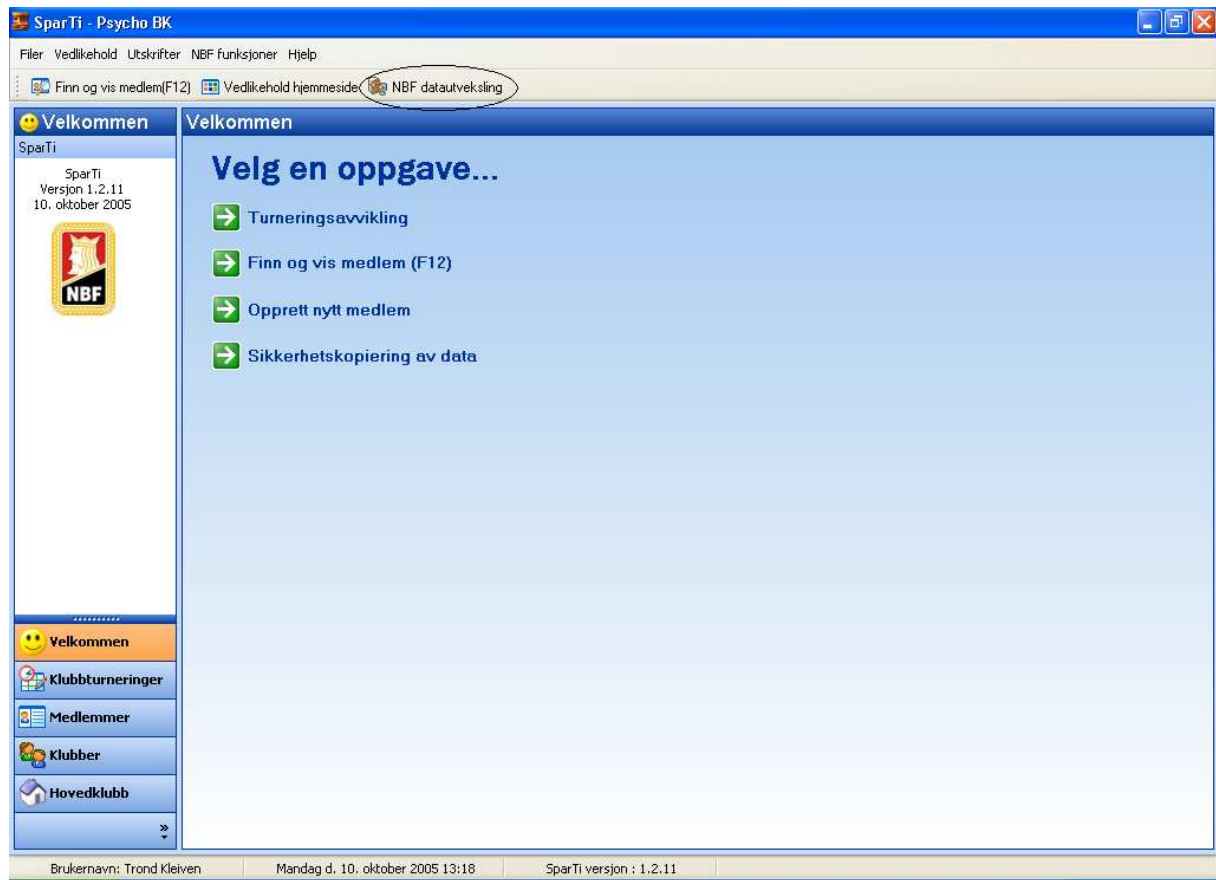 SparTi - Psycho BK
Filer Vedlikehold Utskrifter NBF funksjoner Hjelp
Finn og vis medlem(F12) Vedlikehold hjemmeside NBF datautveksling
Velkommen
Velkommen
SparTi
SparTi
Versjon 1.2.11
10. oktober 2005
NBF
Velg en oppgave...
Turneringsavvikling
Finn og vis medlem (F12)
Opprett nytt medlem
Sikkerhetskopiering av data
Velkommen
Klubbturneringer
Medlemmer
Klubber
Hovedklubb
»
Brukernavn: Trond Kleiven Mandag d. 10. oktober 2005 13:18 SparTi versjon : 1.2.11